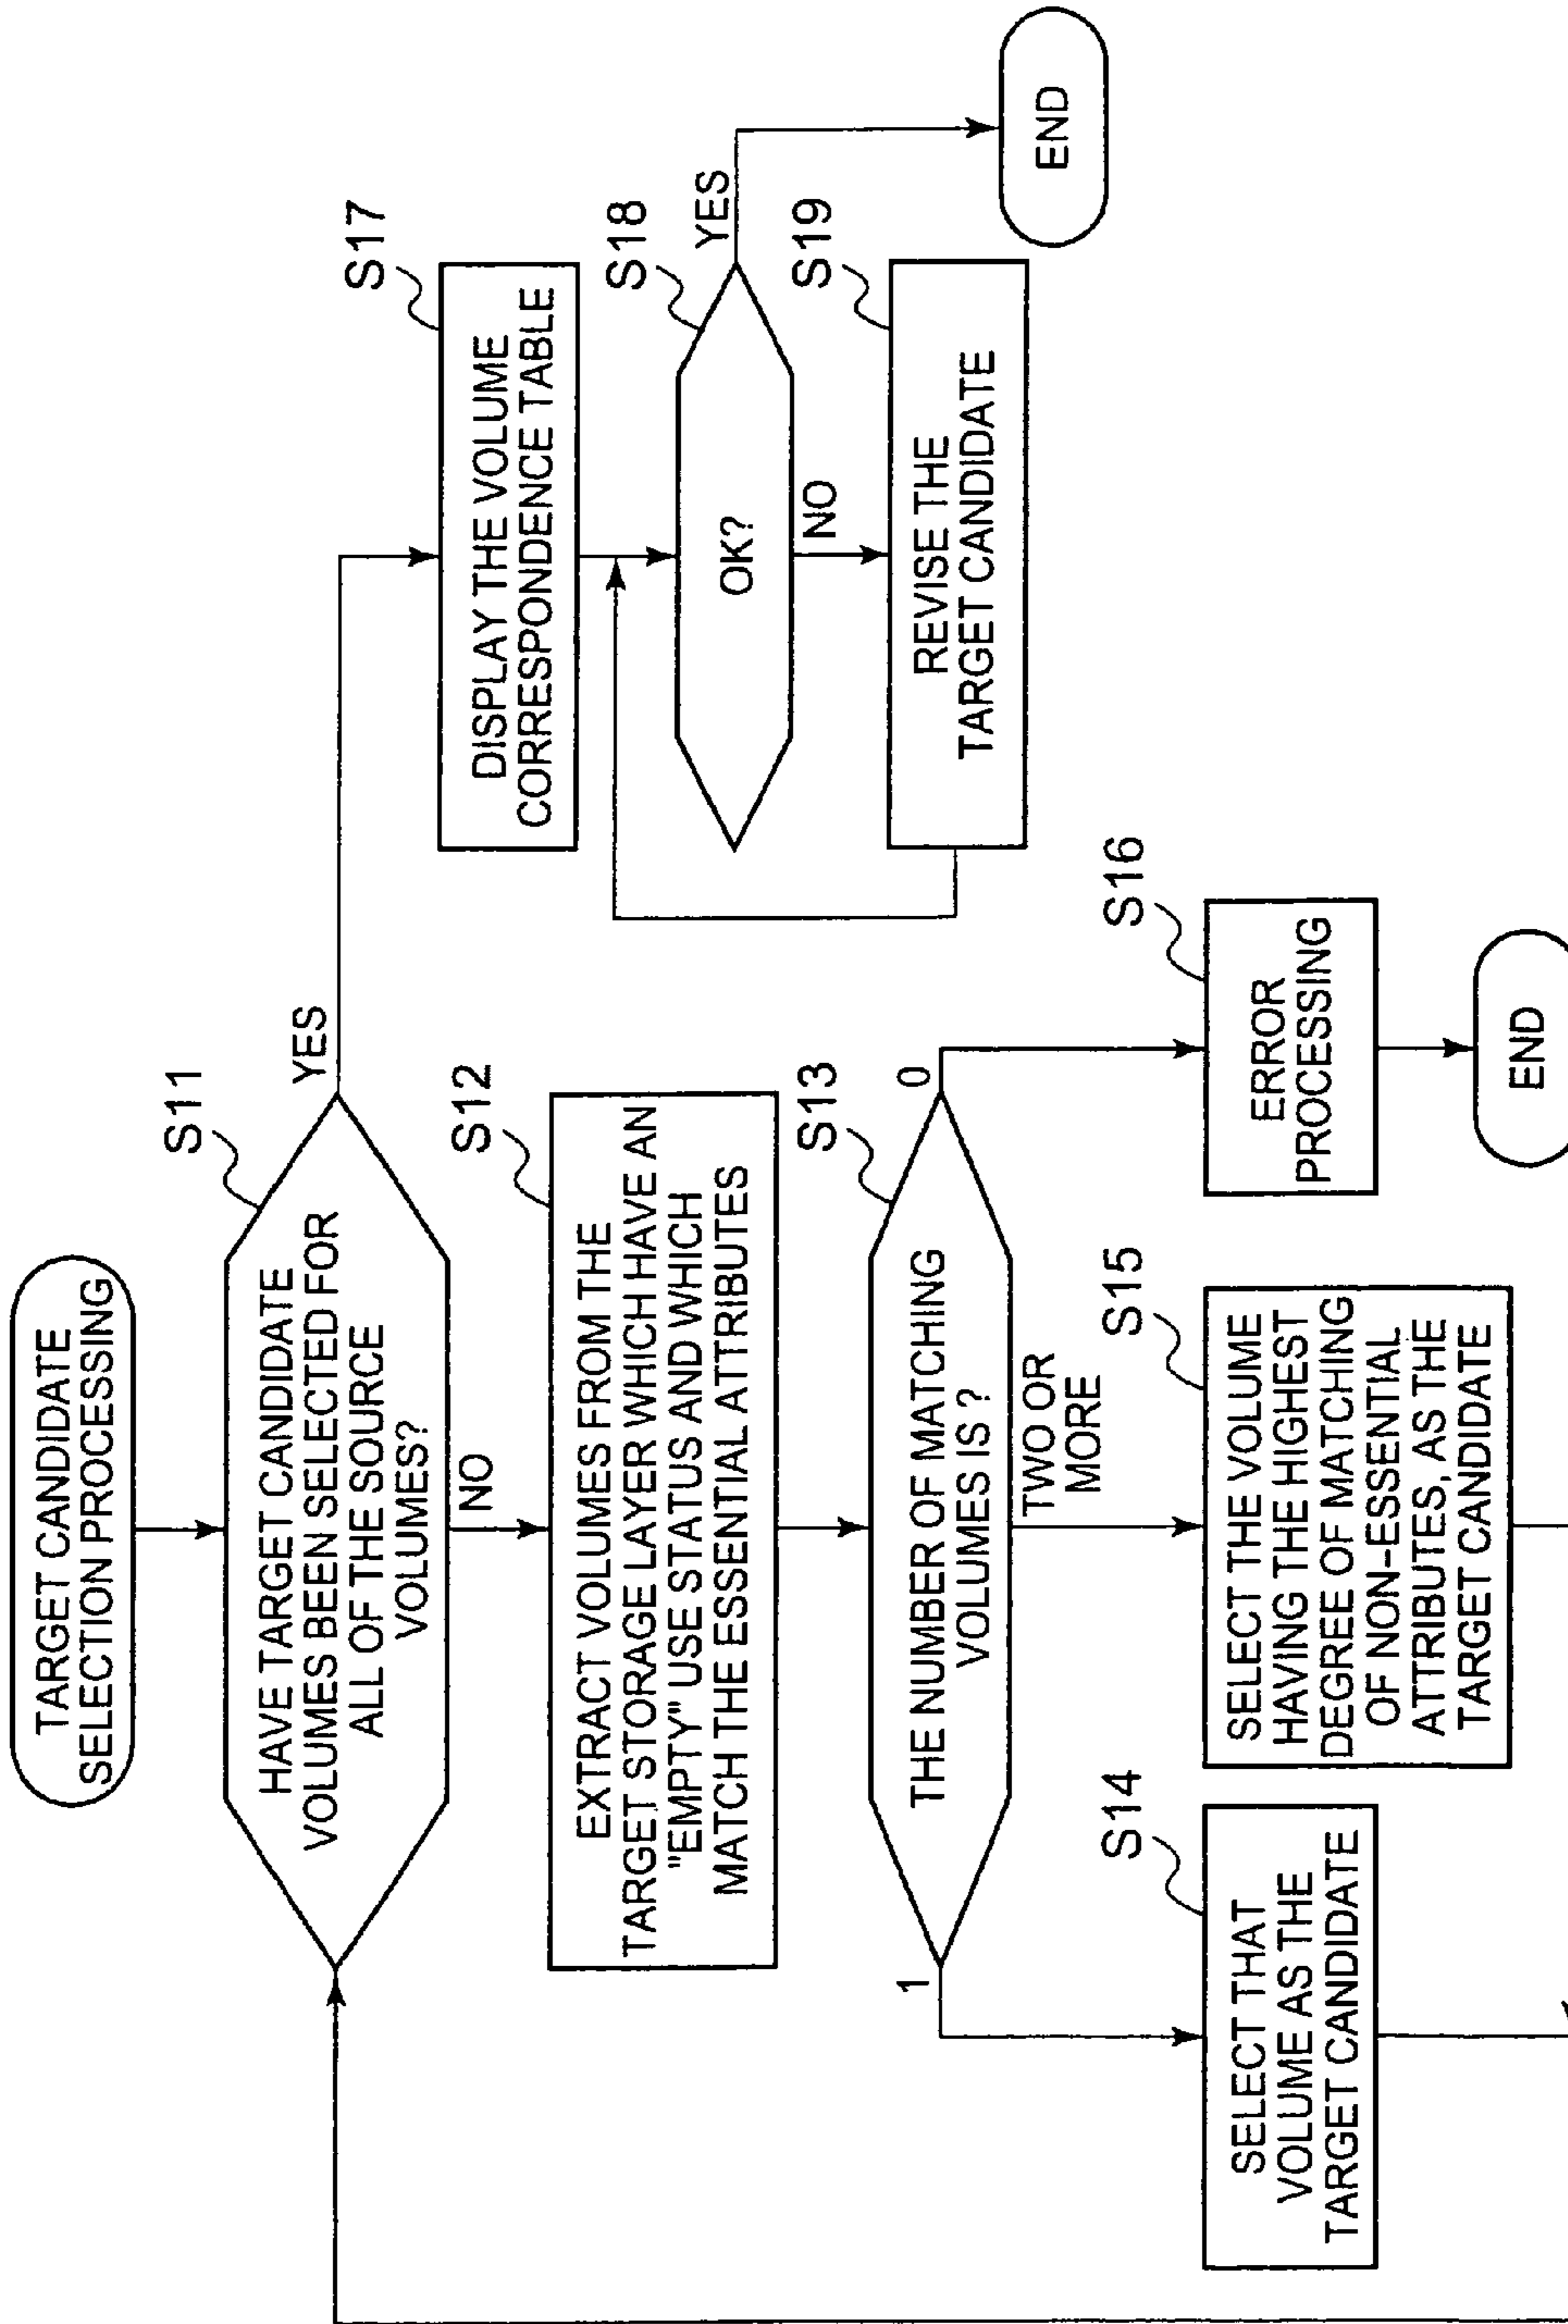 TARGET CANDIDATE
SELECTION PROCESSING
S11
HAVE TARGET CANDIDATE
VOLUMES BEEN SELECTED FOR
ALL OF THE SOURCE
VOLUMES?
YES
NO
S12
EXTRACT VOLUMES FROM THE
TARGET STORAGE LAYER WHICH HAVE AN
"EMPTY" USE STATUS AND WHICH
MATCH THE ESSENTIAL ATTRIBUTES
S13
THE NUMBER OF MATCHING
VOLUMES IS ?
1
0
TWO OR
MORE
S14
SELECT THAT
VOLUME AS THE
TARGET CANDIDATE
S15
SELECT THE VOLUME
HAVING THE HIGHEST
DEGREE OF MATCHING
OF NON-ESSENTIAL
ATTRIBUTES, AS THE
TARGET CANDIDATE
S16
ERROR
PROCESSING
END
S17
DISPLAY THE VOLUME
CORRESPONDENCE TABLE
S18
OK?
YES
NO
S19
REVISE THE
TARGET CANDIDATE
END